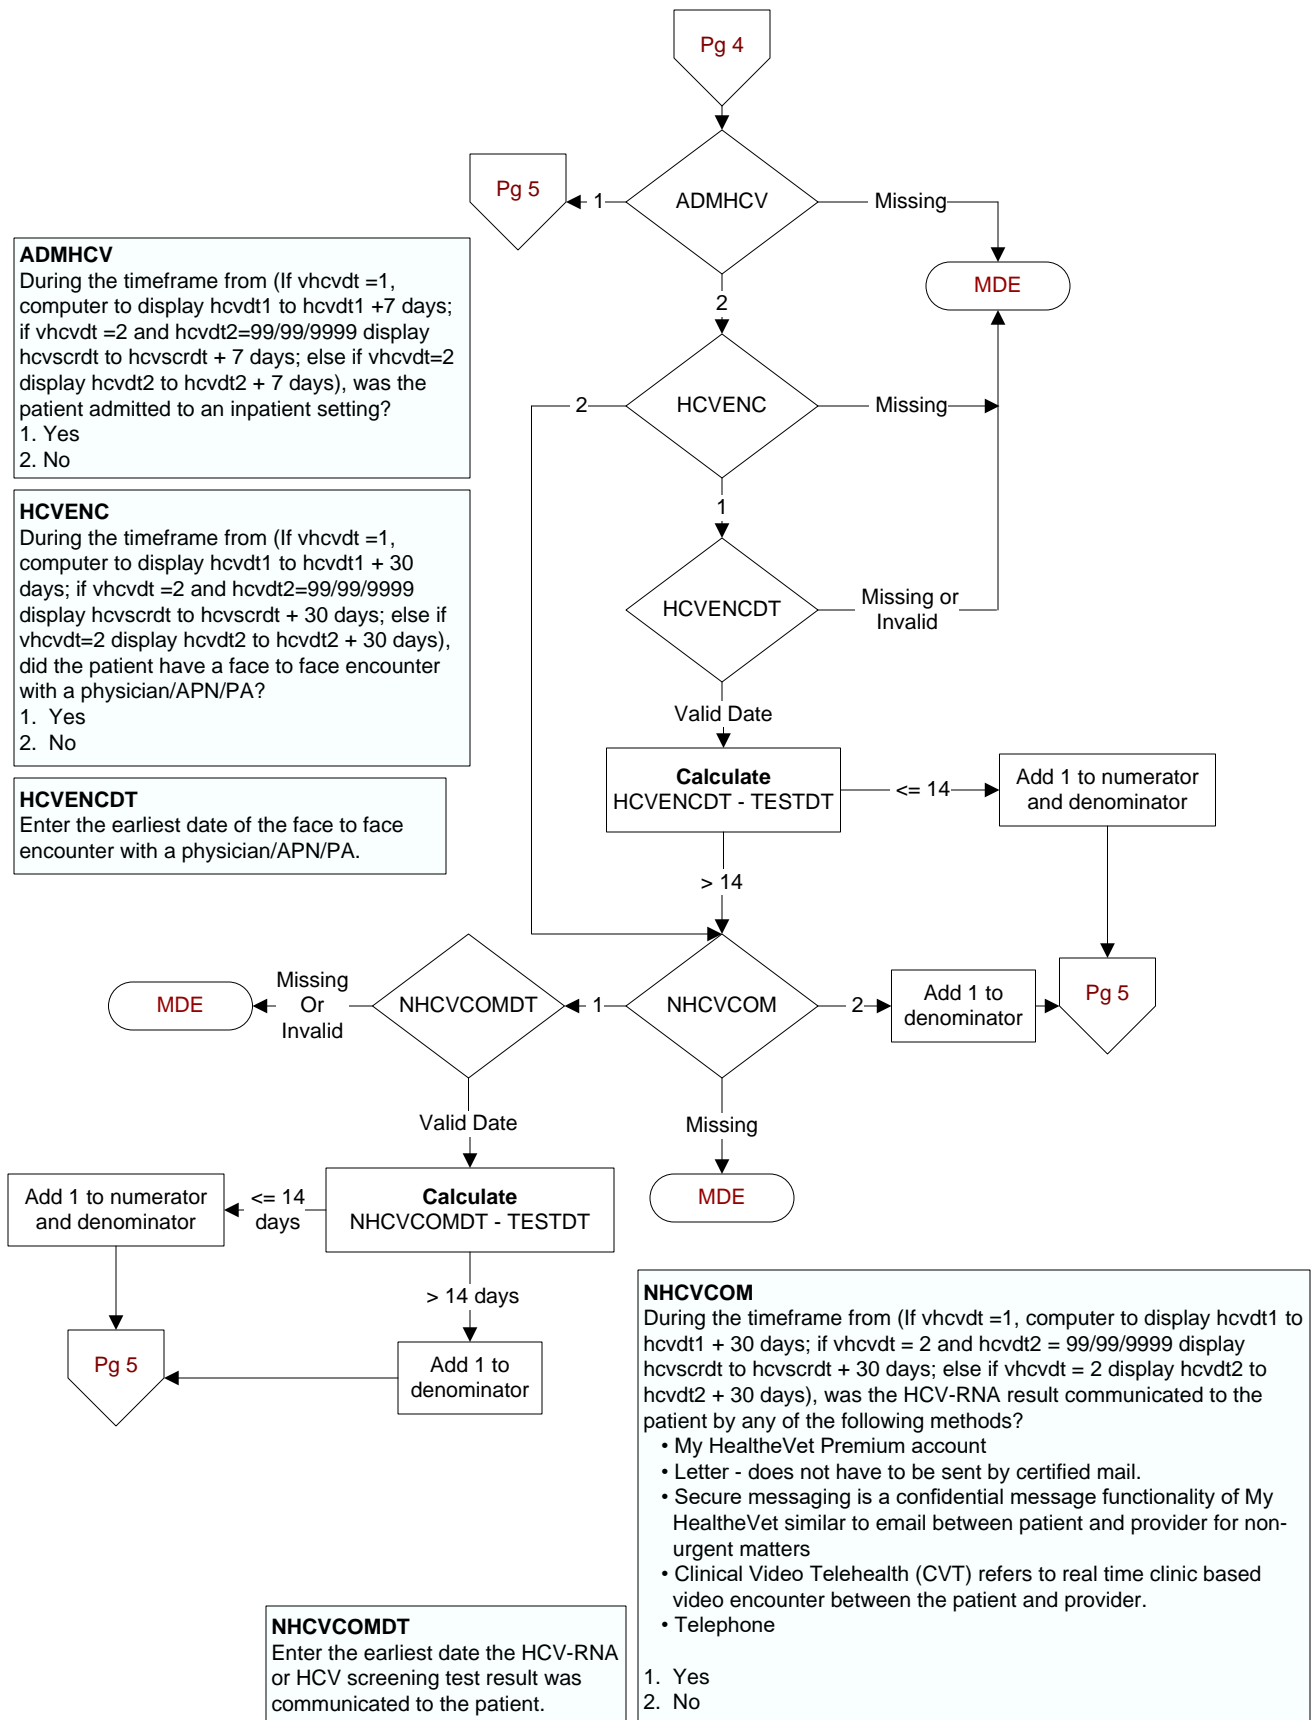 Pg 4
Pg 5
1
ADMHCV
Missing
MDE
2
ADMHCV
During the timeframe from (If vhcvdt =1,
computer to display hcvdt1 to hcvdt1 +7 days;
if vhcvdt =2 and hcvdt2=99/99/9999 display
hcvscrdt to hcvscrdt + 7 days; else if vhcvdt=2
display hcvdt2 to hcvdt2 + 7 days), was the
patient admitted to an inpatient setting?
1. Yes
2. No
2
HCVENC
Missing
1
HCVENC
During the timeframe from (If vhcvdt =1,
computer to display hcvdt1 to hcvdt1 + 30
days; if vhcvdt =2 and hcvdt2=99/99/9999
display hcvscrdt to hcvscrdt + 30 days; else if
vhcvdt=2 display hcvdt2 to hcvdt2 + 30 days),
did the patient have a face to face encounter
with a physician/APN/PA?
1. Yes
2. No
HCVENCDT
Missing or
Invalid
Valid Date
HCVENCDT
Enter the earliest date of the face to face
encounter with a physician/APN/PA.
Calculate
HCVENCDT - TESTDT
<= 14
Add 1 to numerator
and denominator
> 14
MDE
Missing
Or
Invalid
NHCVCOMDT
1
NHCVCOM
2
Add 1 to
denominator
Pg 5
Valid Date
Missing
MDE
Add 1 to numerator
and denominator
<= 14
days
Calculate
NHCVCOMDT - TESTDT
> 14 days
Pg 5
Add 1 to
denominator
NHCVCOM
During the timeframe from (If vhcvdt =1, computer to display hcvdt1 to
hcvdt1 + 30 days; if vhcvdt = 2 and hcvdt2 = 99/99/9999 display
hcvscrdt to hcvscrdt + 30 days; else if vhcvdt = 2 display hcvdt2 to
hcvdt2 + 30 days), was the HCV-RNA result communicated to the
patient by any of the following methods?
• My HealtheVet Premium account
• Letter - does not have to be sent by certified mail.
• Secure messaging is a confidential message functionality of My
HealtheVet similar to email between patient and provider for non-
urgent matters
• Clinical Video Telehealth (CVT) refers to real time clinic based
video encounter between the patient and provider.
• Telephone
1. Yes
2. No
NHCVCOMDT
Enter the earliest date the HCV-RNA
or HCV screening test result was
communicated to the patient.